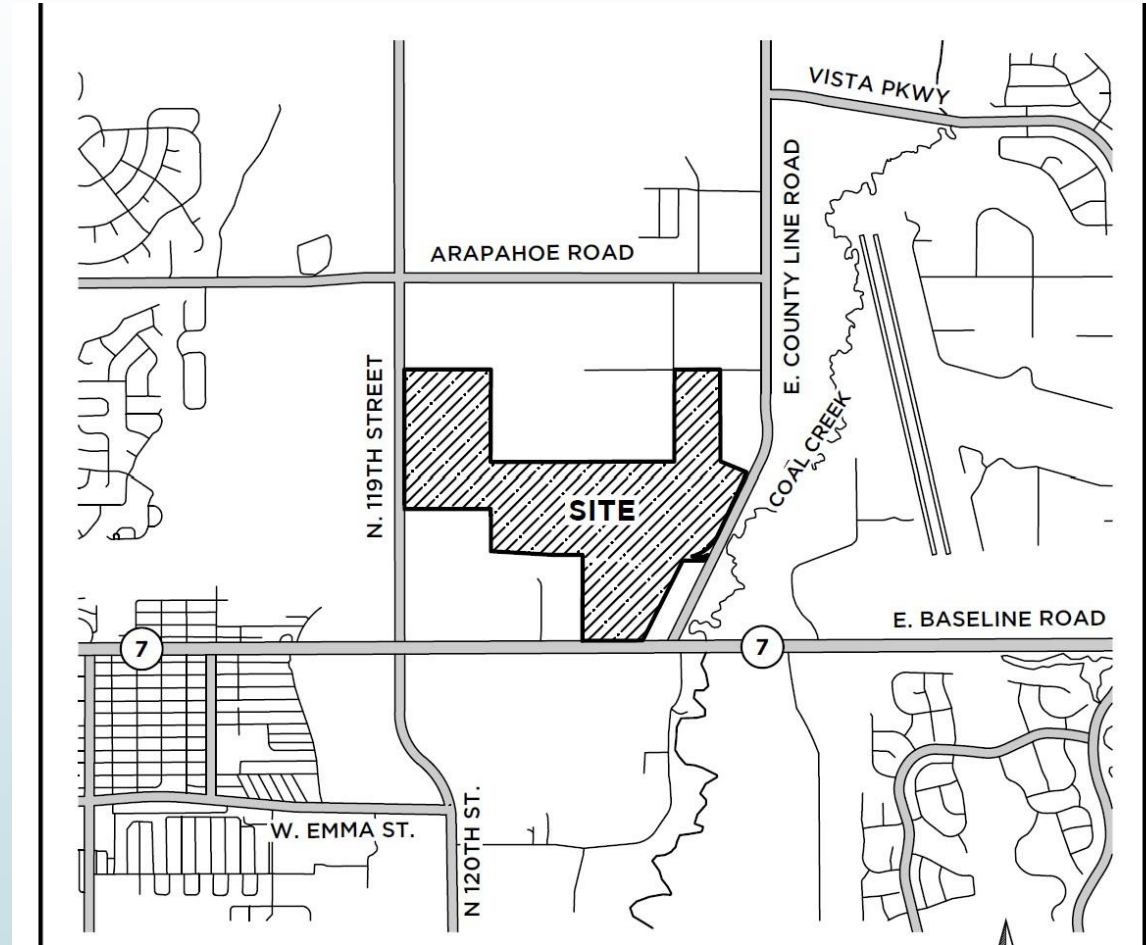 VISTA PKWY
E. COUNTY LINE ROAD
ARAPAHOE ROAD
N. 119TH STREET
COAL CREEK
SITE
E. BASELINE ROAD
7
7
W. EMMA ST.
N 120TH ST.